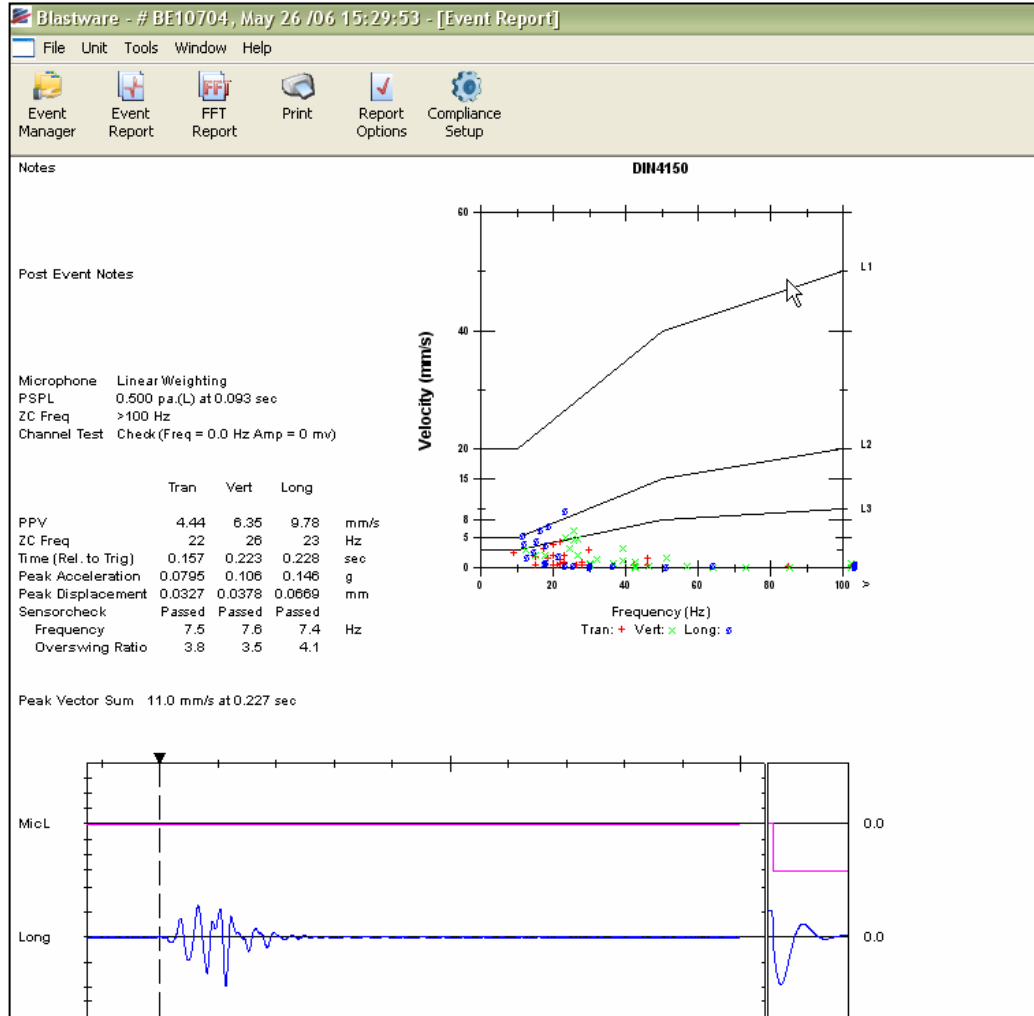 Blastware - # BE10704, May 26 /06 15:29:53 - [Event Report]
File Unit Tools Window Help
Event Manager
Event Report
FFT Report
Print
Report Options
Compliance Setup
Notes
Post Event Notes
Microphone Linear Weighting
PSPL 0.500 pa.(L) at 0.093 sec
ZC Freq >100 Hz
Channel Test Check (Freq = 0.0 Hz Amp = 0 mv)
Tran Vert Long
PPV 4.44 6.35 9.78 mm/s
ZC Freq 22 26 23 Hz
Time (Rel. to Trig) 0.157 0.223 0.228 sec
Peak Acceleration 0.0795 0.106 0.146 g
Peak Displacement 0.0327 0.0378 0.0669 mm
Sensorcheck Passed Passed Passed
Frequency 7.5 7.6 7.4 Hz
Overswing Ratio 3.8 3.5 4.1
Peak Vector Sum 11.0 mm/s at 0.227 sec
DIN4150
Velocity (mm/s)
60
40
20
15
8
5
0
L1
L2
L3
0 20 40 60 80 100 >
Frequency (Hz)
Tran: + Vert: × Long: ø
MicL 0.0
Long 0.0